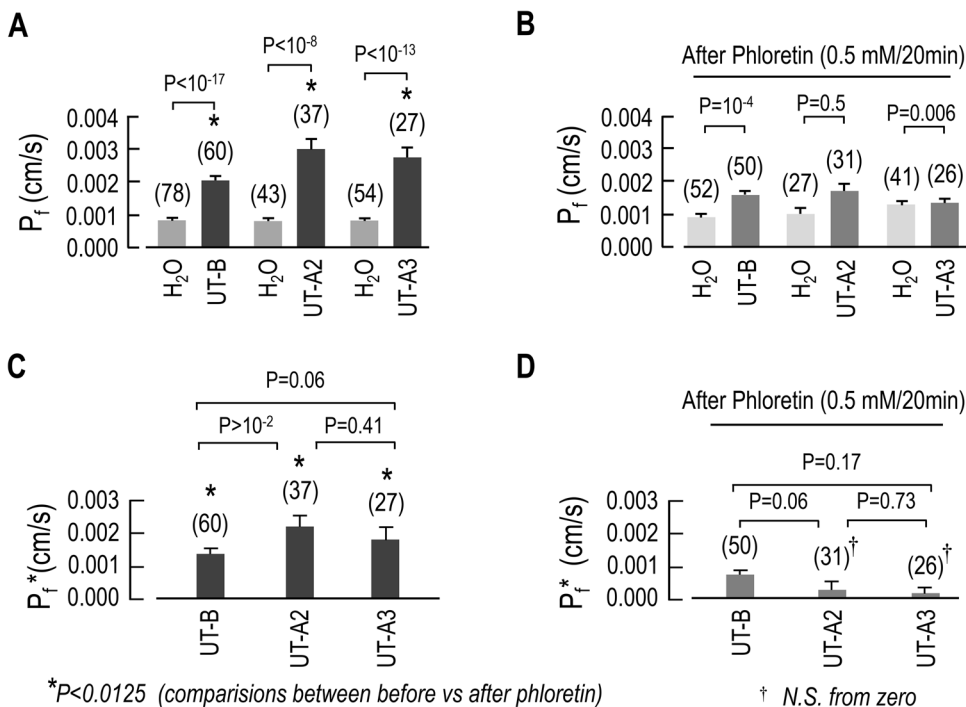 A
P<10-17
P<10-8
P<10-13
* * *
(78) (60) (43) (37) (54) (27)
Pf (cm/s)
0.004
0.003
0.002
0.001
0.000
H2O UT-B H2O UT-A2 H2O UT-A3
B
After Phloretin (0.5 mM/20min)
P=10-4 P=0.5 P=0.006
(52) (50) (27) (31) (41) (26)
Pf (cm/s)
0.004
0.003
0.002
0.001
0.000
H2O UT-B H2O UT-A2 H2O UT-A3
C
P=0.06
P>10-2 P=0.41
* * *
(60) (37) (27)
Pf*(cm/s)
0.003
0.002
0.001
0.000
UT-B UT-A2 UT-A3
*P<0.0125 (comparisions between before vs after phloretin)
D
After Phloretin (0.5 mM/20min)
P=0.17
P=0.06 P=0.73
(50) (31)† (26)†
Pf* (cm/s)
0.003
0.002
0.001
0.000
UT-B UT-A2 UT-A3
† N.S. from zero